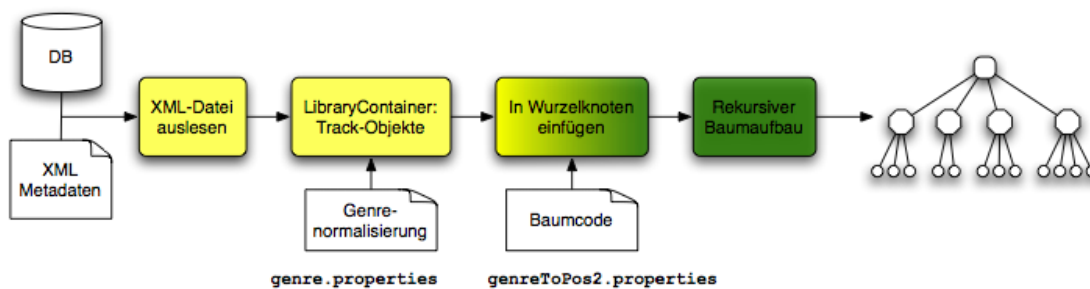 DB
XML
Metadaten
XML-Datei
auslesen
LibraryContainer:
Track-Objekte
Genre-
normalisierung
genre.properties
In Wurzelknoten
einfügen
Baumcode
genreToPos2.properties
Rekursiver
Baumaufbau